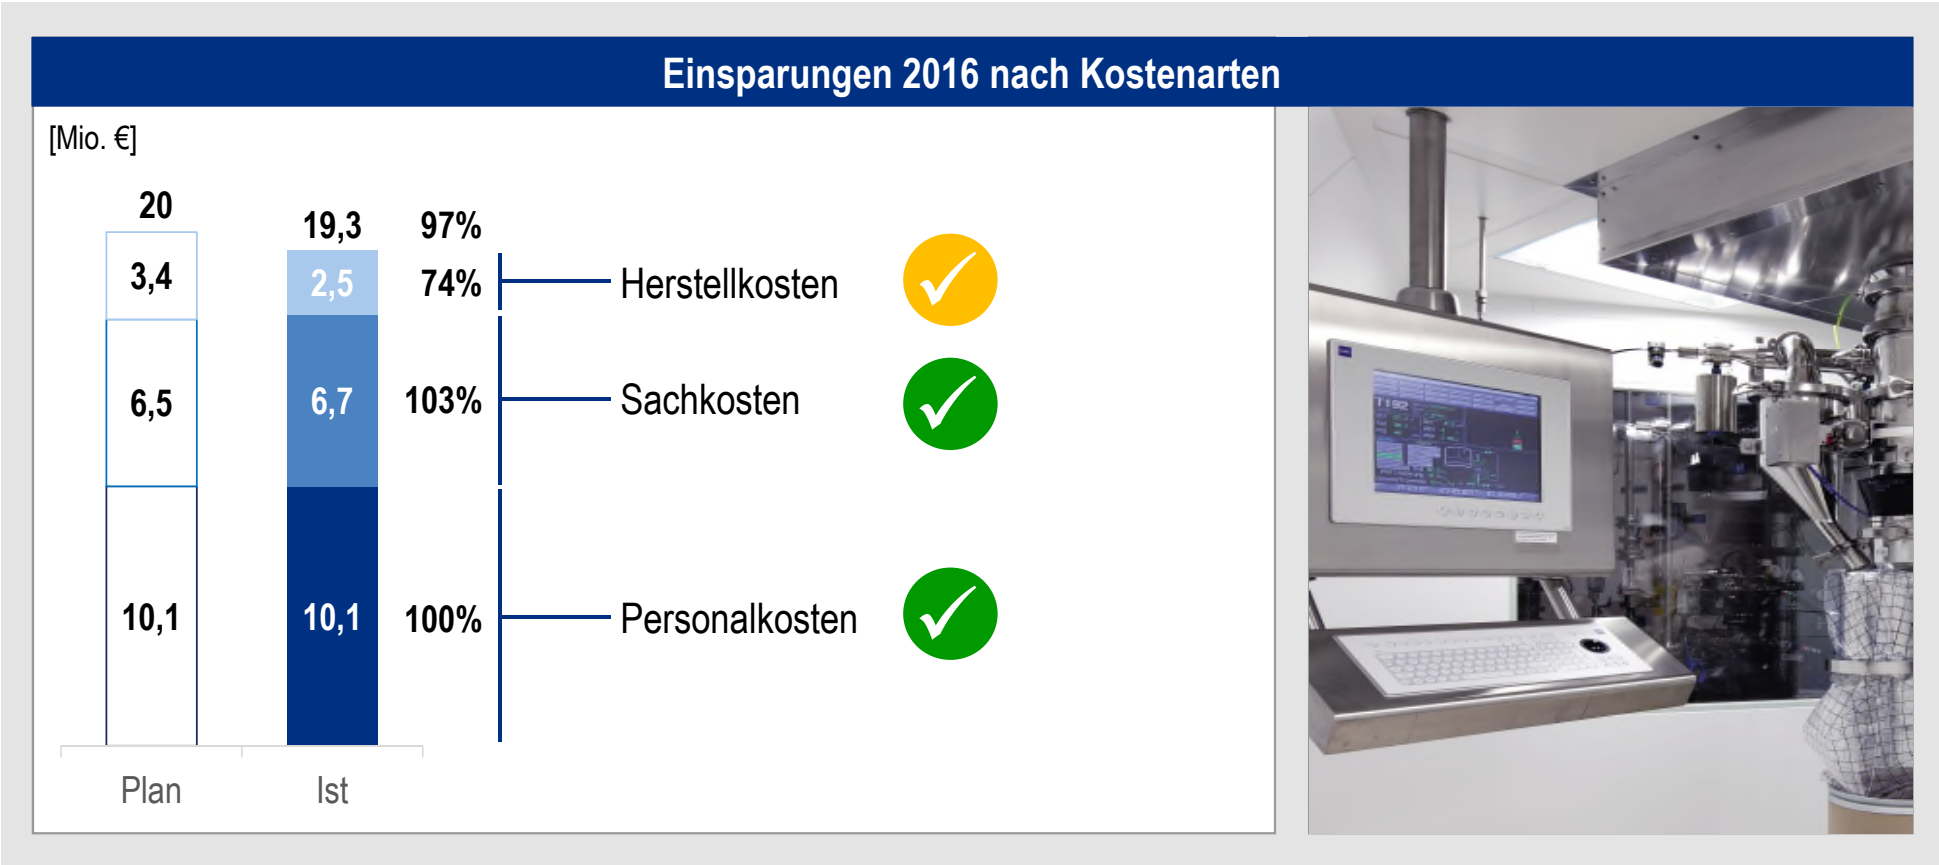 Einsparungen 2016 nach Kostenarten
[Mio. €]
20
19,3 97%
3,4 2,5 74% Herstellkosten
6,5 6,7 103% Sachkosten
10,1 10,1 100% Personalkosten
Plan Ist